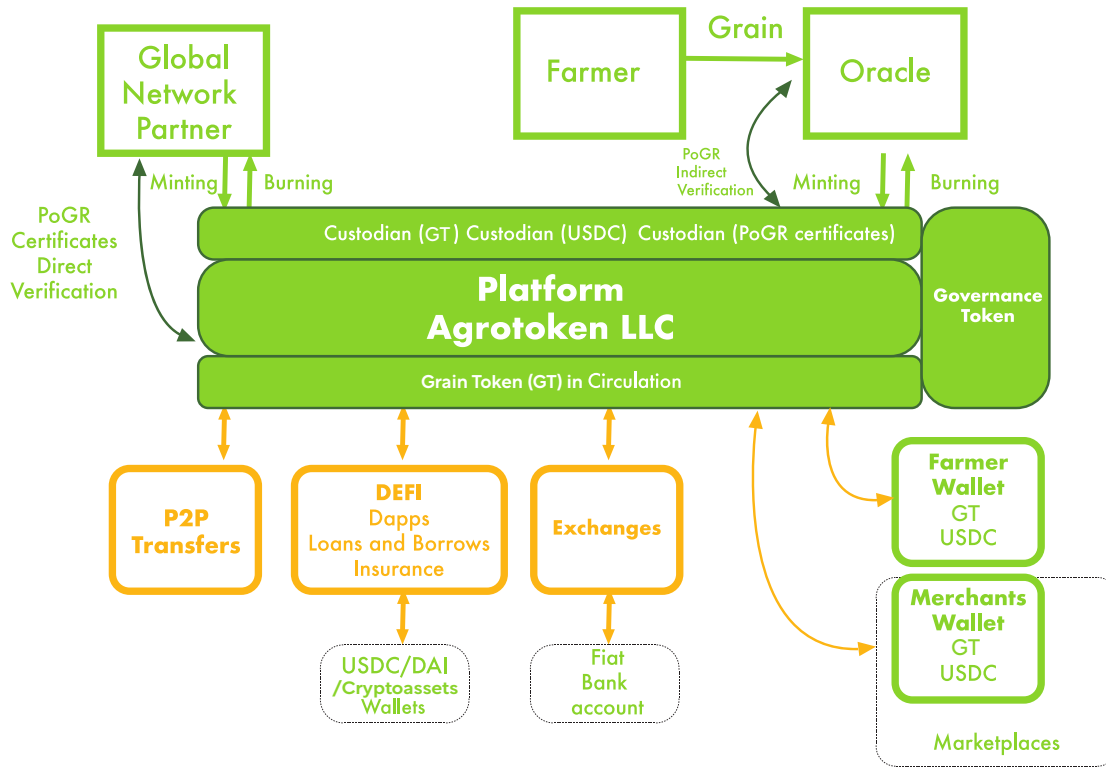 Global
Network
Partner
Farmer
Grain
Oracle
Minting
Burning
PoGR
Indirect
Verification
Minting
Burning
PoGR
Certificates
Direct
Verification
Custodian (GT) Custodian (USDC) Custodian (PoGR certificates)
Platform
Agrotoken LLC
Governance
Token
Grain Token (GT) in Circulation
P2P
Transfers
DEFI
Dapps
Loans and Borrows
Insurance
Exchanges
Farmer
Wallet
GT
USDC
Merchants
Wallet
GT
USDC
USDC/DAI
/Cryptoassets
Wallets
Fiat
Bank
account
Marketplaces